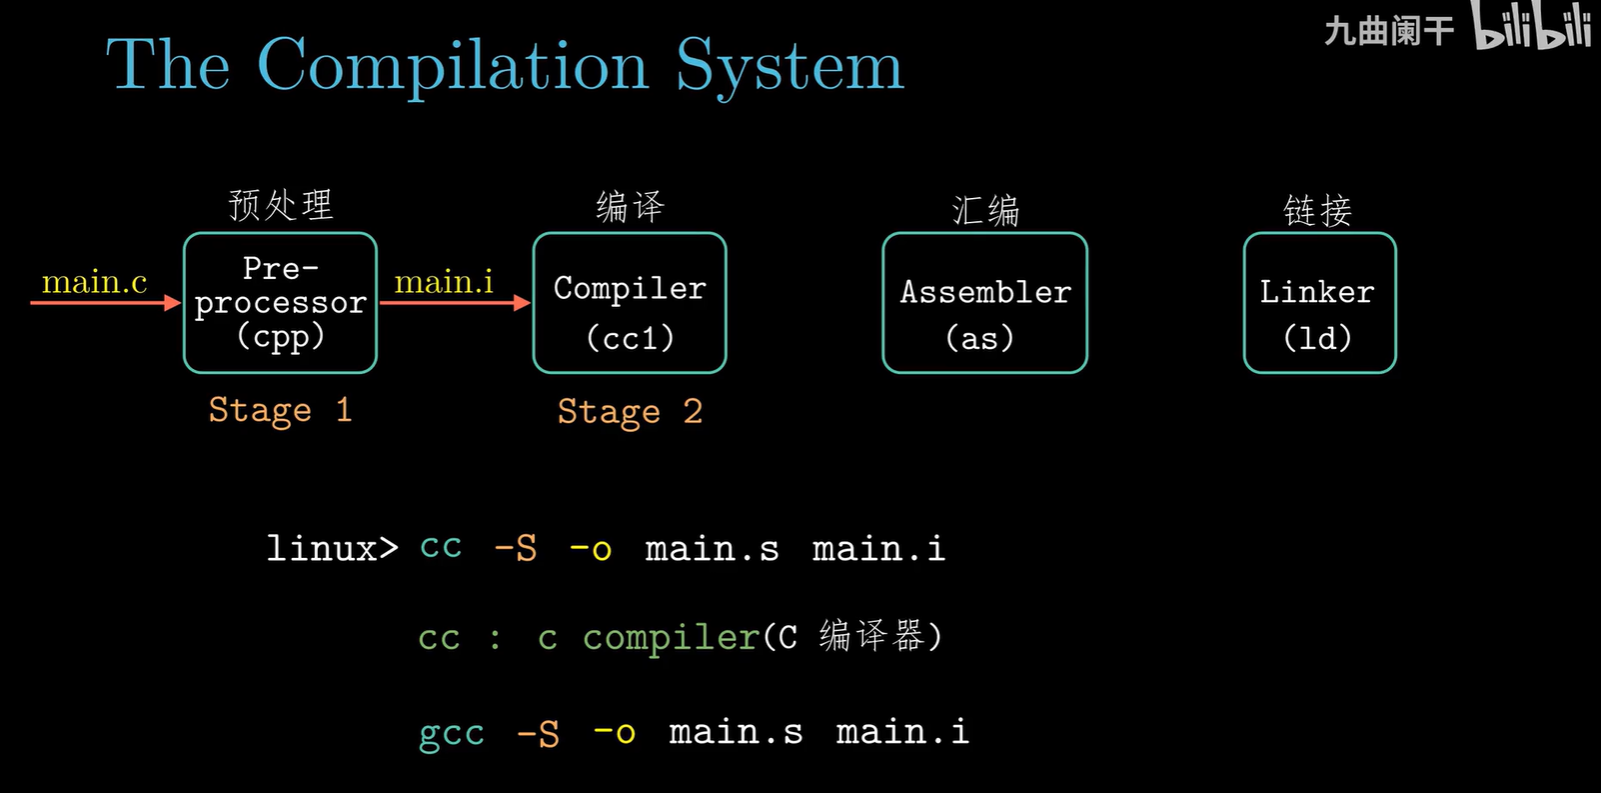 九曲阑干 bilibili
The Compilation System
预处理 编译 汇编 链接
main.c
Pre-
processor
(cpp)
main.i
Compiler
(cc1)
Assembler
(as)
Linker
(ld)
Stage 1
Stage 2
linux> cc -S -o main.s main.i
cc : c compiler(C 编译器)
gcc -S -o main.s main.i